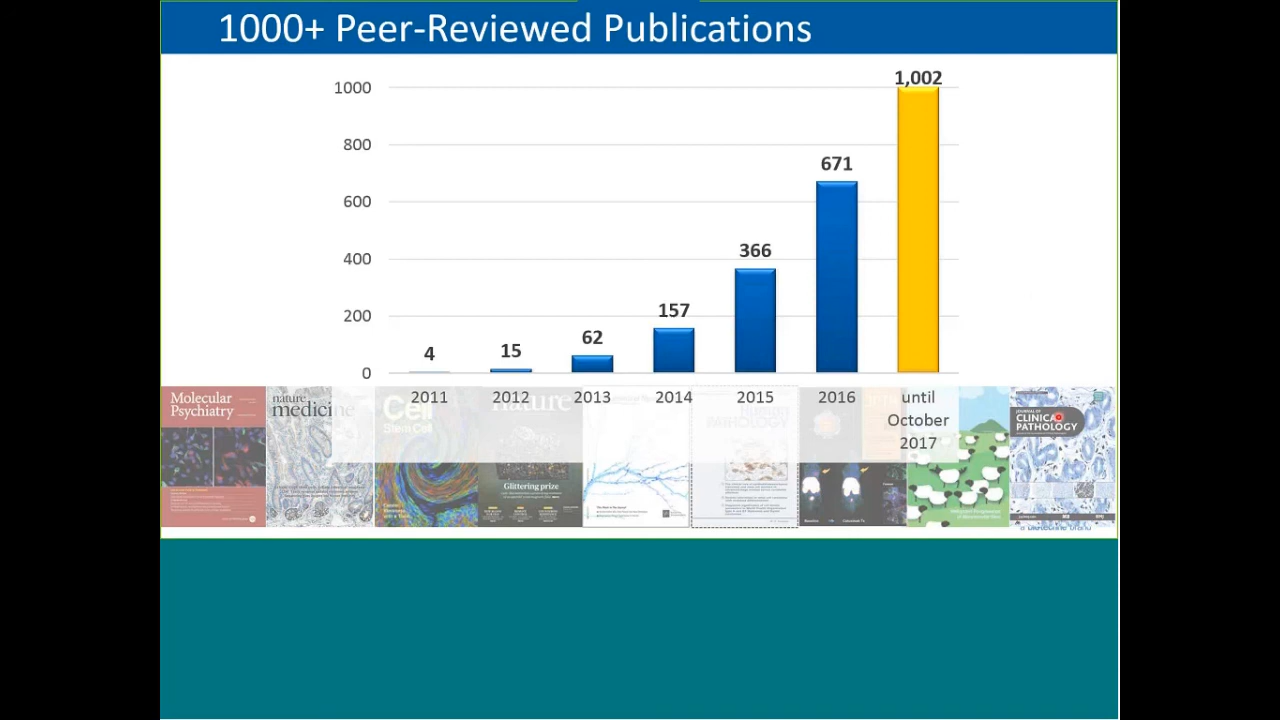 1000+ Peer-Reviewed Publications
1,002
1000
800
671
600
366
400
157
200
62
15
4
0
2011
2012
2013
2014
2015
2016
until
October
2017
Molecular
Psychiatry
nature
medicine
Cell
Stem Cell
nature
Glittering prize
PATHOLOGY
JOURNAL OF
CLINICAL
PATHOLOGY